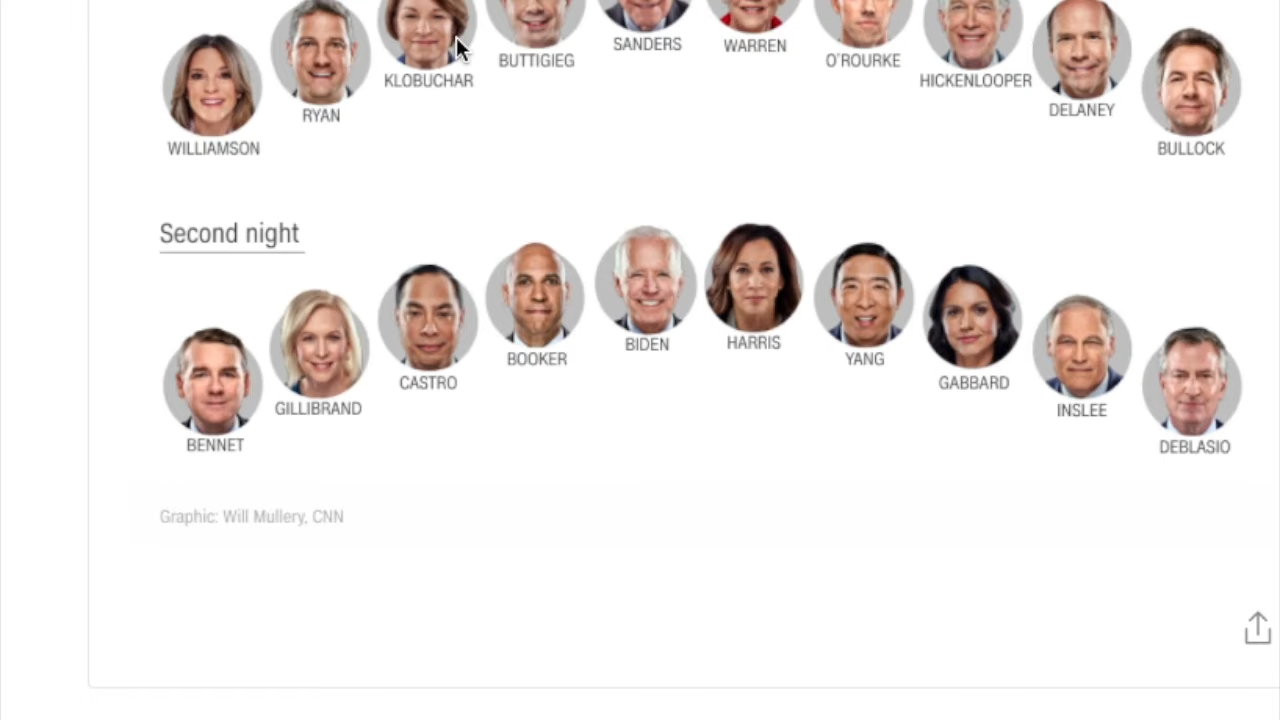 SANDERS
WARREN
BUTTIGIEG
O'ROURKE
KLOBUCHAR
HICKENLOOPER
RYAN
DELANEY
WILLIAMSON
BULLOCK
Second night
HARRIS
BIDEN
BOOKER
YANG
CASTRO
GABBARD
GILLIBRAND
INSLEE
BENNET
DEBLASIO
Graphic: Will Mullery, CNN